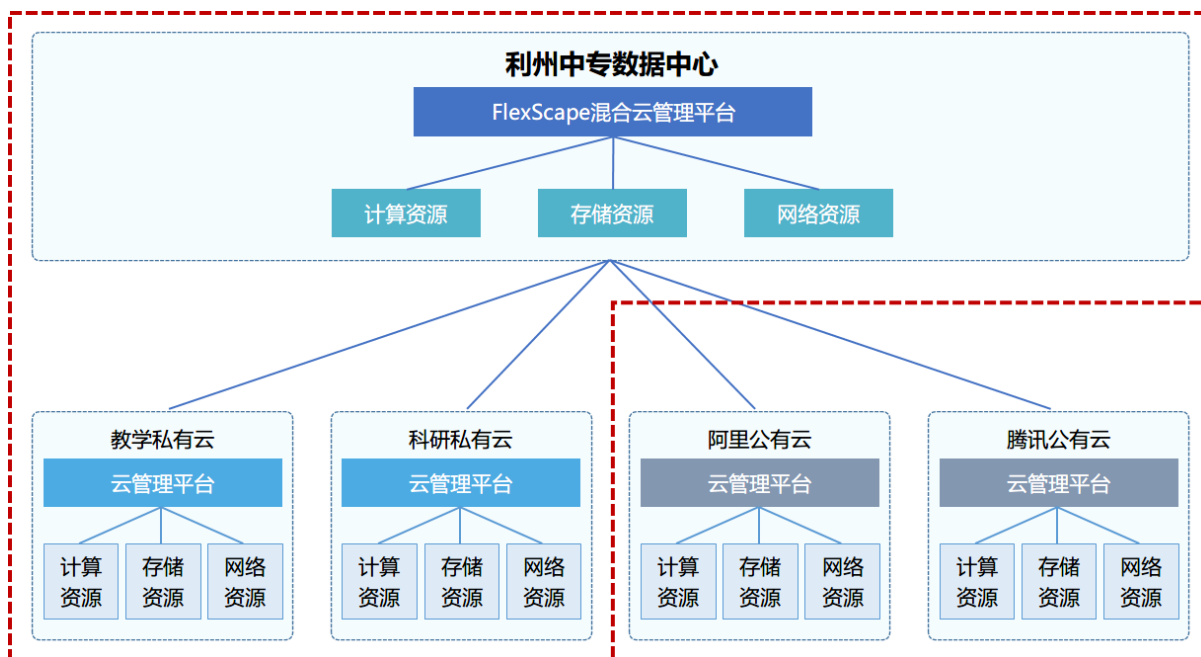 利州中专数据中心
FlexScape混合云管理平台
计算资源
存储资源
网络资源
教学私有云
云管理平台
计算
资源
存储
资源
网络
资源
科研私有云
云管理平台
计算
资源
存储
资源
网络
资源
阿里公有云
云管理平台
计算
资源
存储
资源
网络
资源
腾讯公有云
云管理平台
计算
资源
存储
资源
网络
资源